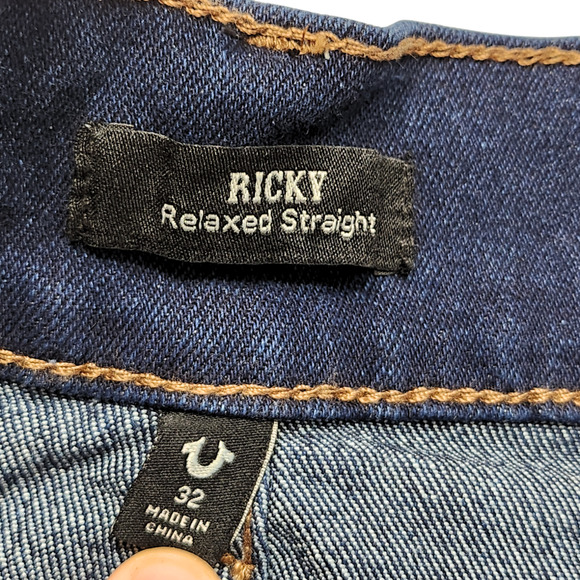 RICKY
Relaxed Straight
32
MADE IN
CHINA